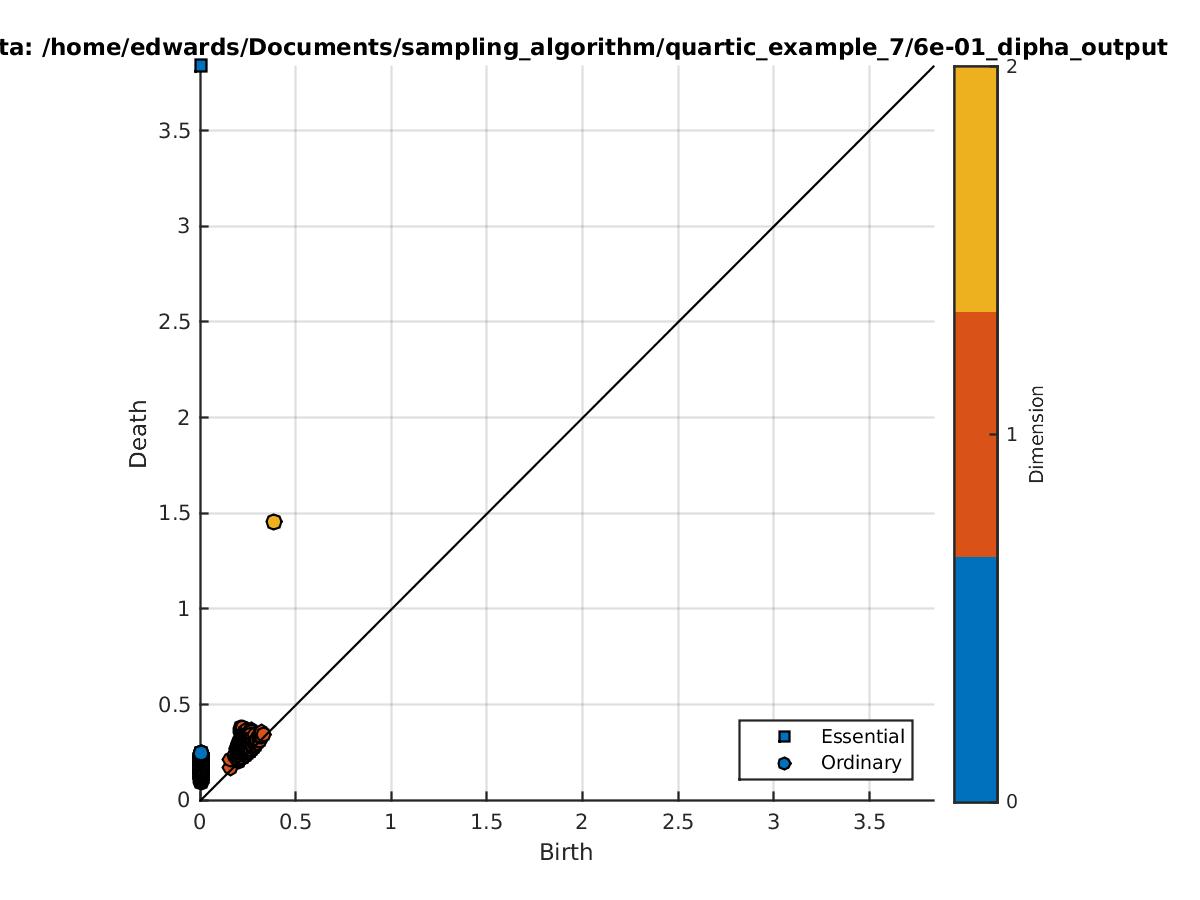 ta: /home/edwards/Documents/sampling_algorithm/quartic_example_7/6e-01_dipha_output
2
3.5
3
2.5
2
1.5
1
0.5
0
Death
0 0.5 1 1.5 2 2.5 3 3.5
Birth
Essential
Ordinary
1
0
Dimension